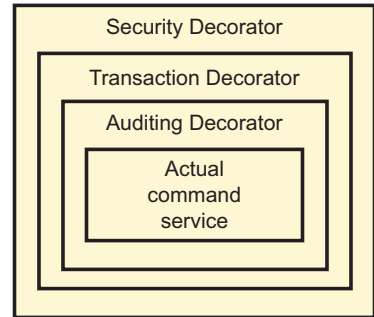 Security Decorator
Transaction Decorator
Auditing Decorator
Actual
command
service